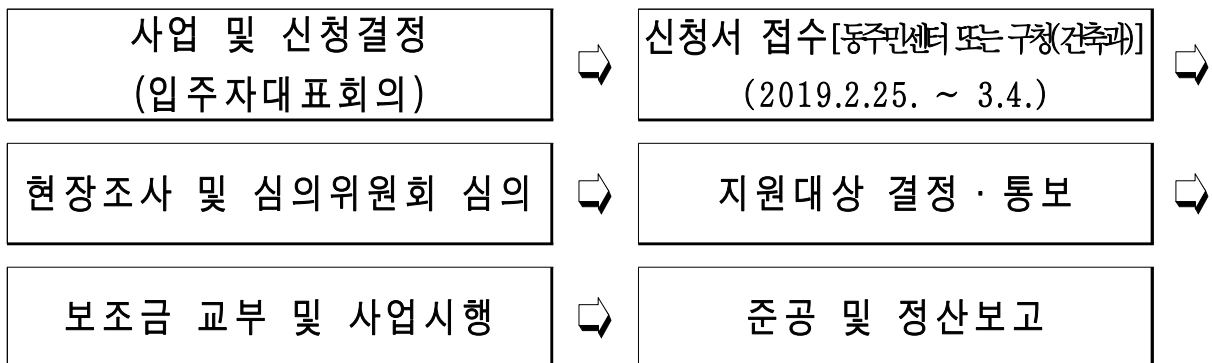 사업 및 신청결정
(입주자대표회의)
신청서 접수[동주민센터 또는 구청(건축과)]
(2019.2.25. ~ 3.4.)
현장조사 및 심의위원회 심의
지원대상 결정·통보
보조금 교부 및 사업시행
준공 및 정산보고